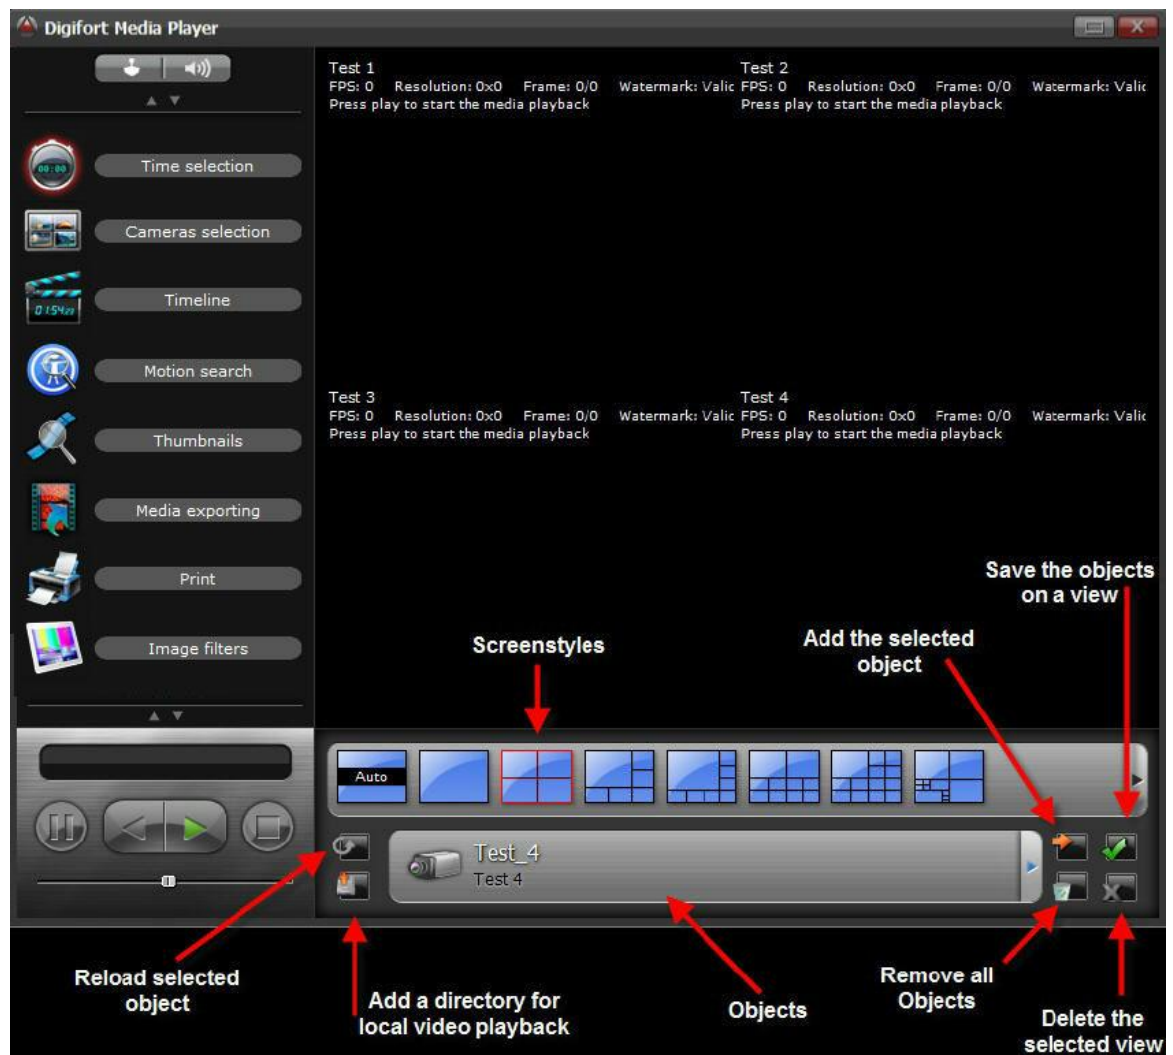 Digifort Media Player
Test 1
FPS: 0 Resolution: 0x0 Frame: 0/0 Watermark: Valic
Press play to start the media playback
Test 2
FPS: 0 Resolution: 0x0 Frame: 0/0 Watermark: Valic
Press play to start the media playback
00:00
Time selection
Cameras selection
Timeline
Motion search
Thumbnails
Media exporting
Print
Image filters
Test 3
FPS: 0 Resolution: 0x0 Frame: 0/0 Watermark: Valic
Press play to start the media playback
Test 4
FPS: 0 Resolution: 0x0 Frame: 0/0 Watermark: Valic
Press play to start the media playback
Save the objects
on a view
Add the selected
object
Screenstyles
Auto
Test_4
Test 4
Reload selected
object
Add a directory for
local video playback
Objects
Remove all
Objects
Delete the
selected view